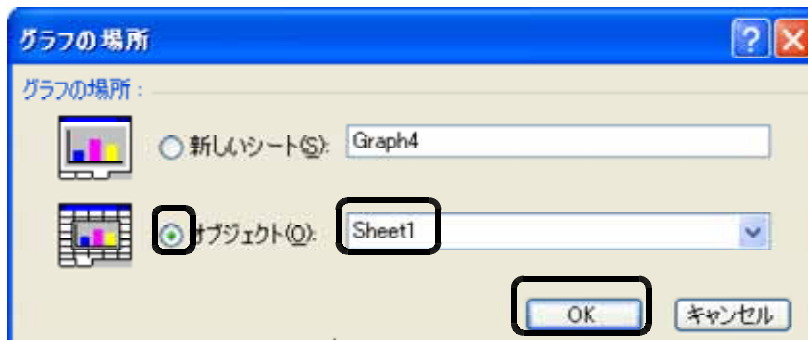 グラフの場所
グラフの場所：
新しいシート(S): Graph4
オブジェクト(O): Sheet1
OK キャンセル